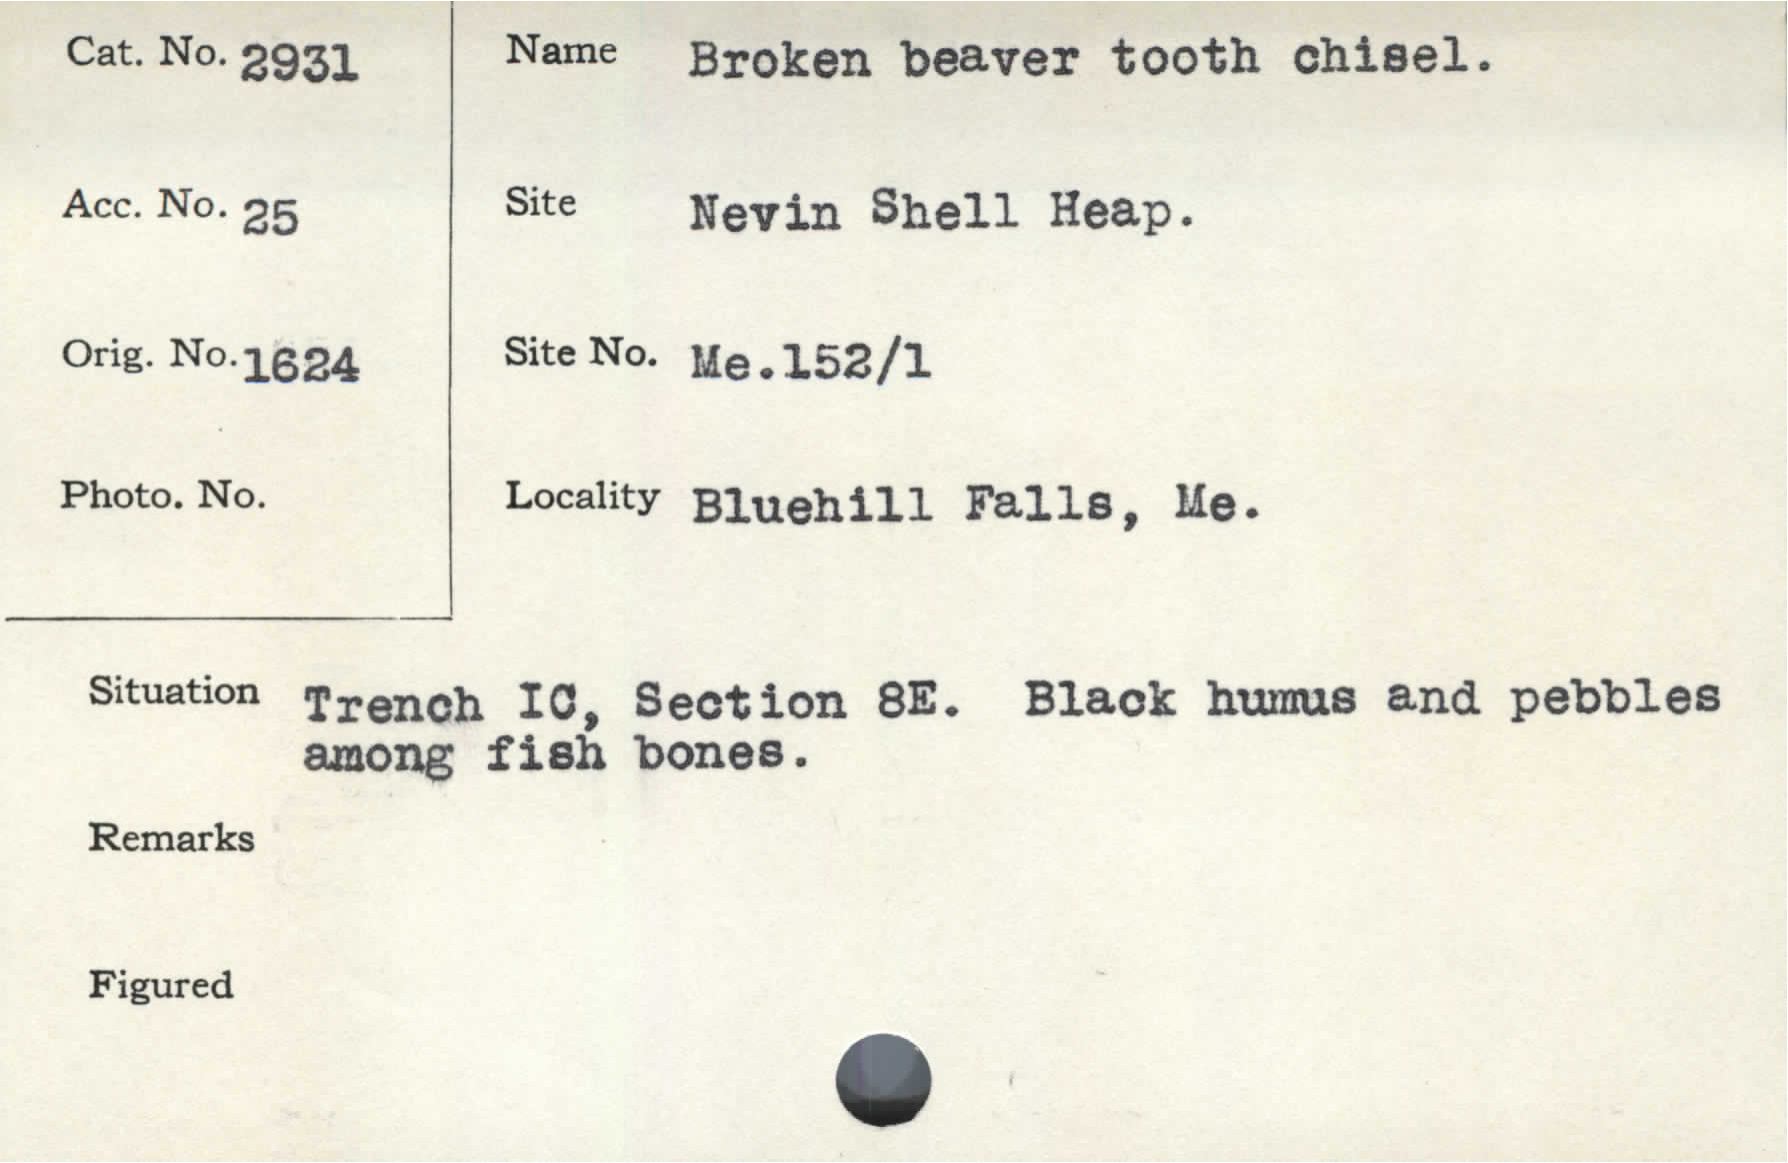 Cat. No. 2931
Name Broken beaver tooth chisel.
Acc. No. 25
Site Nevin Shell Heap.
Orig. No. 1624
Site No. Me.152/1
Photo. No.
Locality Bluehill Falls, Me.
Situation Trench IC, Section 8E. Black humus and pebbles
among fish bones.
Remarks
Figured